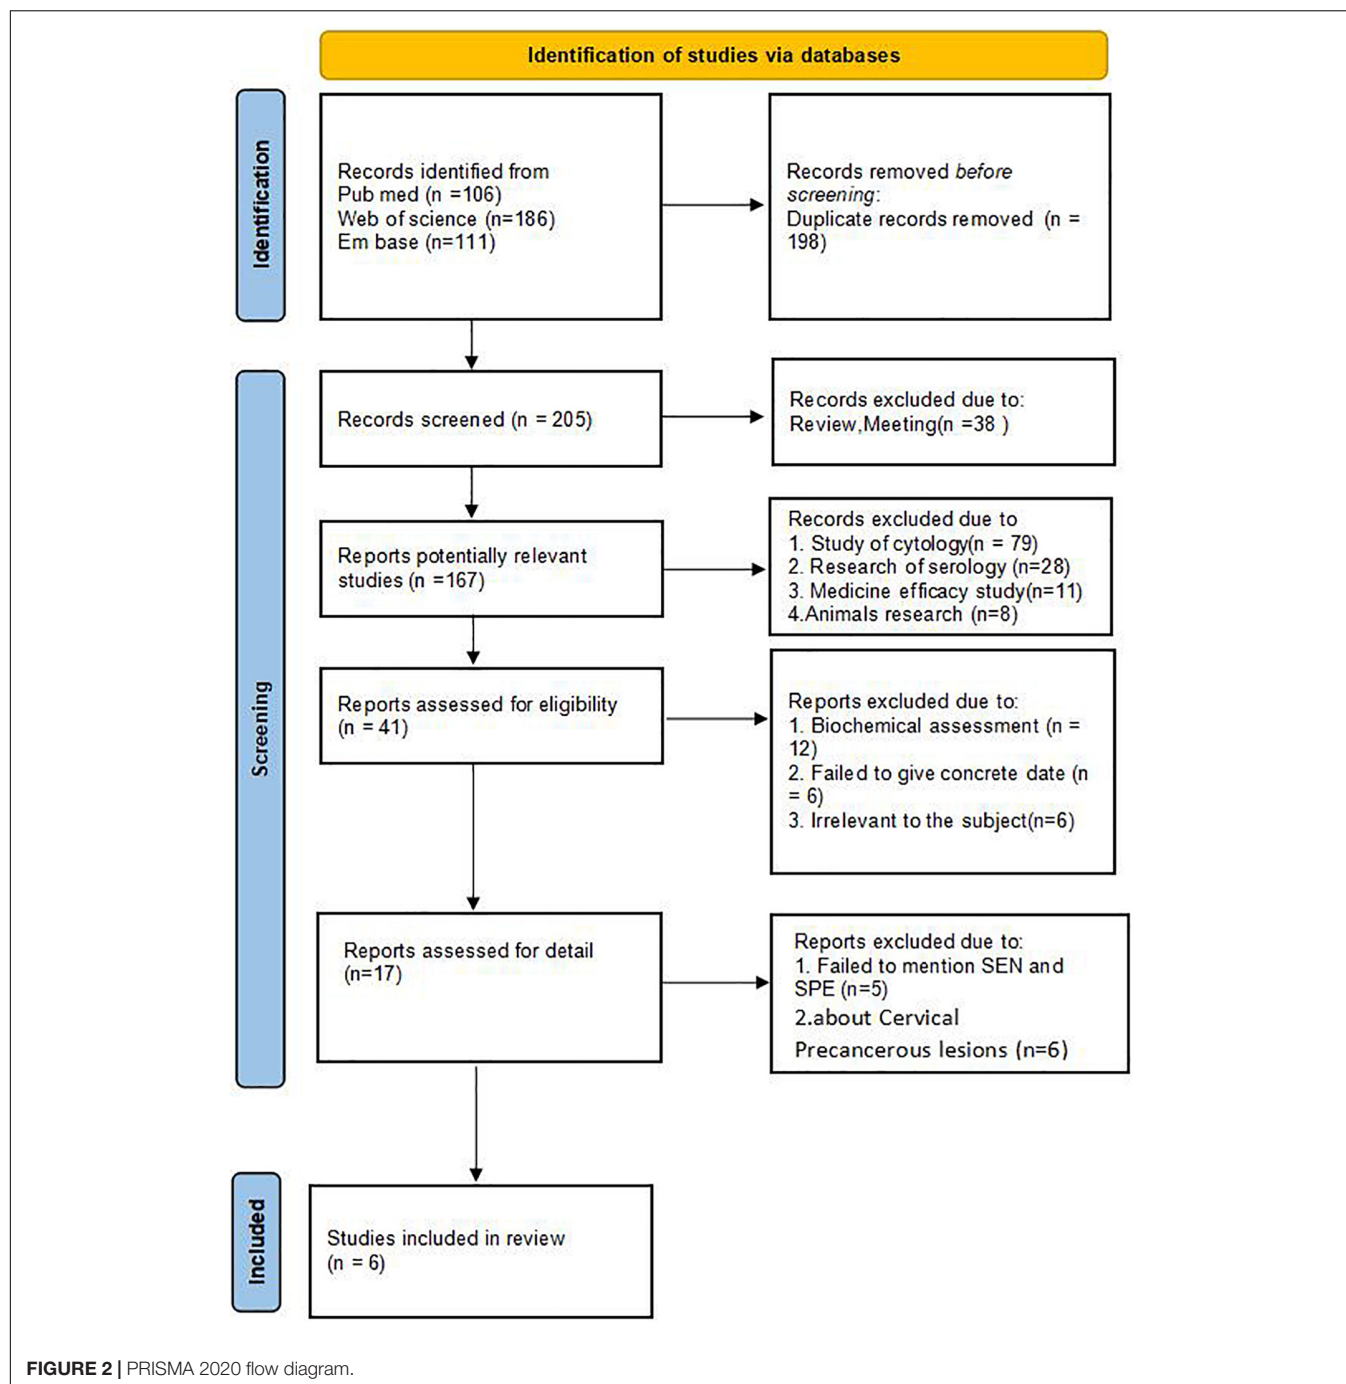 Identification of studies via databases
Identification
Records identified from
Pub med (n =106)
Web of science (n=186)
Em base (n=111)
Records removed before
screening:
Duplicate records removed (n =
198)
Screening
Records screened (n = 205)
Records excluded due to:
Review,Meeting(n =38 )
Reports potentially relevant
studies (n =167)
Records excluded due to
1. Study of cytology(n = 79)
2. Research of serology (n=28)
3. Medicine efficacy study(n=11)
4.Animals research (n=8)
Reports assessed for eligibility
(n = 41)
Reports excluded due to:
1. Biochemical assessment (n =
12)
2. Failed to give concrete date (n
= 6)
3. Irrelevant to the subject(n=6)
Reports assessed for detail
(n=17)
Reports excluded due to:
1. Failed to mention SEN and
SPE (n=5)
2.about Cervical
Precancerous lesions (n=6)
Included
Studies included in review
(n = 6)
FIGURE 2 | PRISMA 2020 flow diagram.